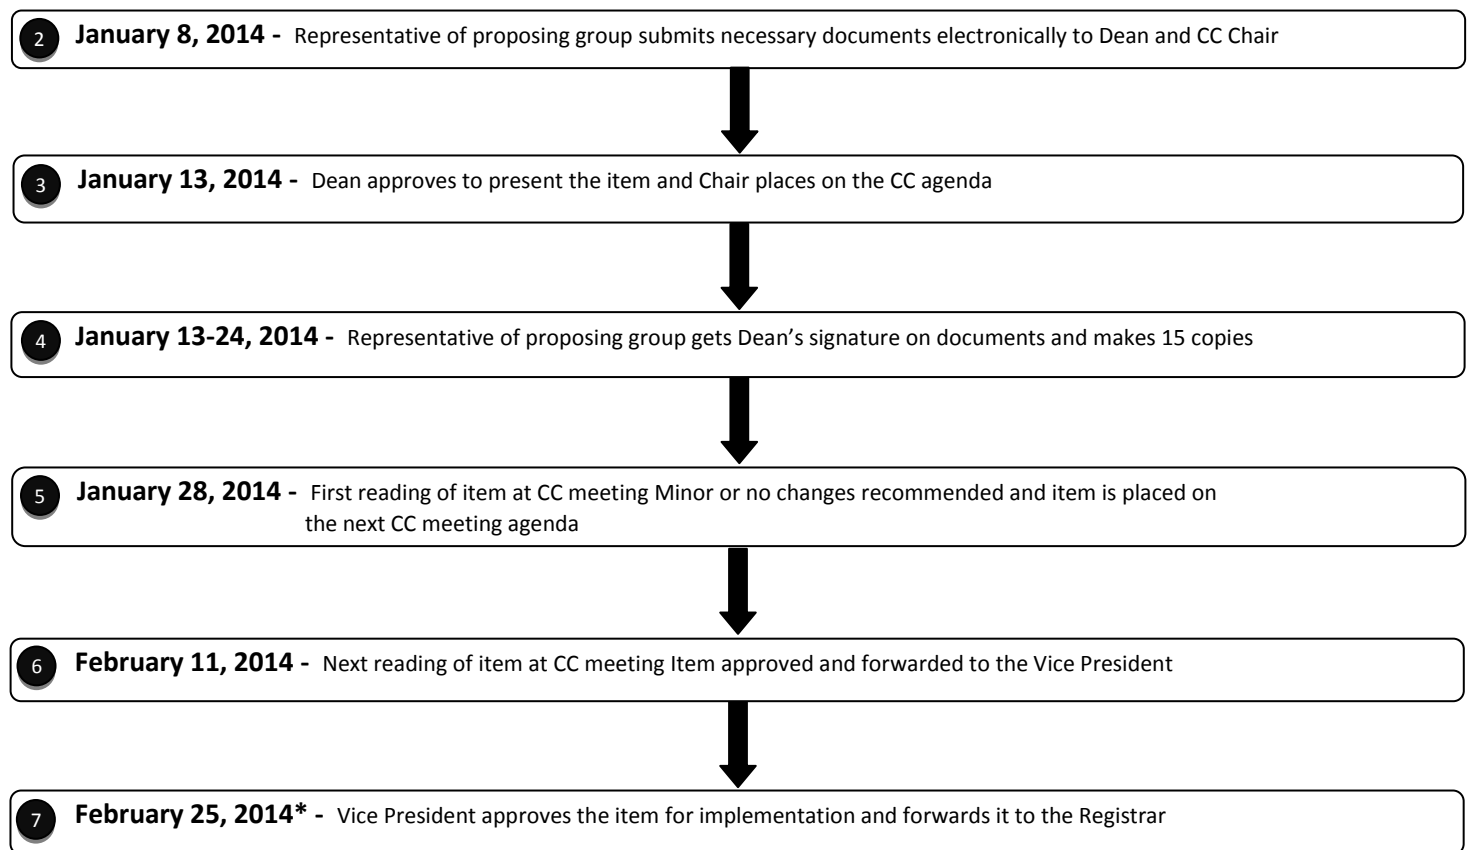 2 January 8, 2014 - Representative of proposing group submits necessary documents electronically to Dean and CC Chair
3 January 13, 2014 - Dean approves to present the item and Chair places on the CC agenda
4 January 13-24, 2014 - Representative of proposing group gets Dean’s signature on documents and makes 15 copies
5 January 28, 2014 - First reading of item at CC meeting Minor or no changes recommended and item is placed on
the next CC meeting agenda
6 February 11, 2014 - Next reading of item at CC meeting Item approved and forwarded to the Vice President
7 February 25, 2014* - Vice President approves the item for implementation and forwards it to the Registrar